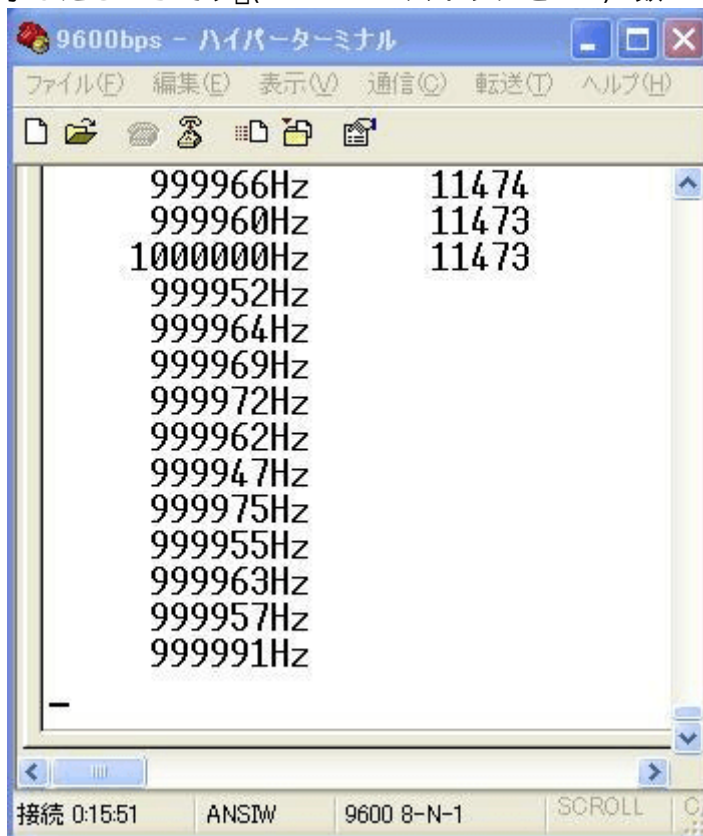 9600bps - ハイパーターミナル
ファイル(F) 編集(E) 表示(V) 通信(C) 転送(T) ヘルプ(H)
999966Hz 11474
999960Hz 11473
1000000Hz 11473
999952Hz
999964Hz
999969Hz
999972Hz
999962Hz
999947Hz
999975Hz
999955Hz
999963Hz
999957Hz
999991Hz
接続 0:15:51 ANSIW 9600 8-N-1 SCROLL